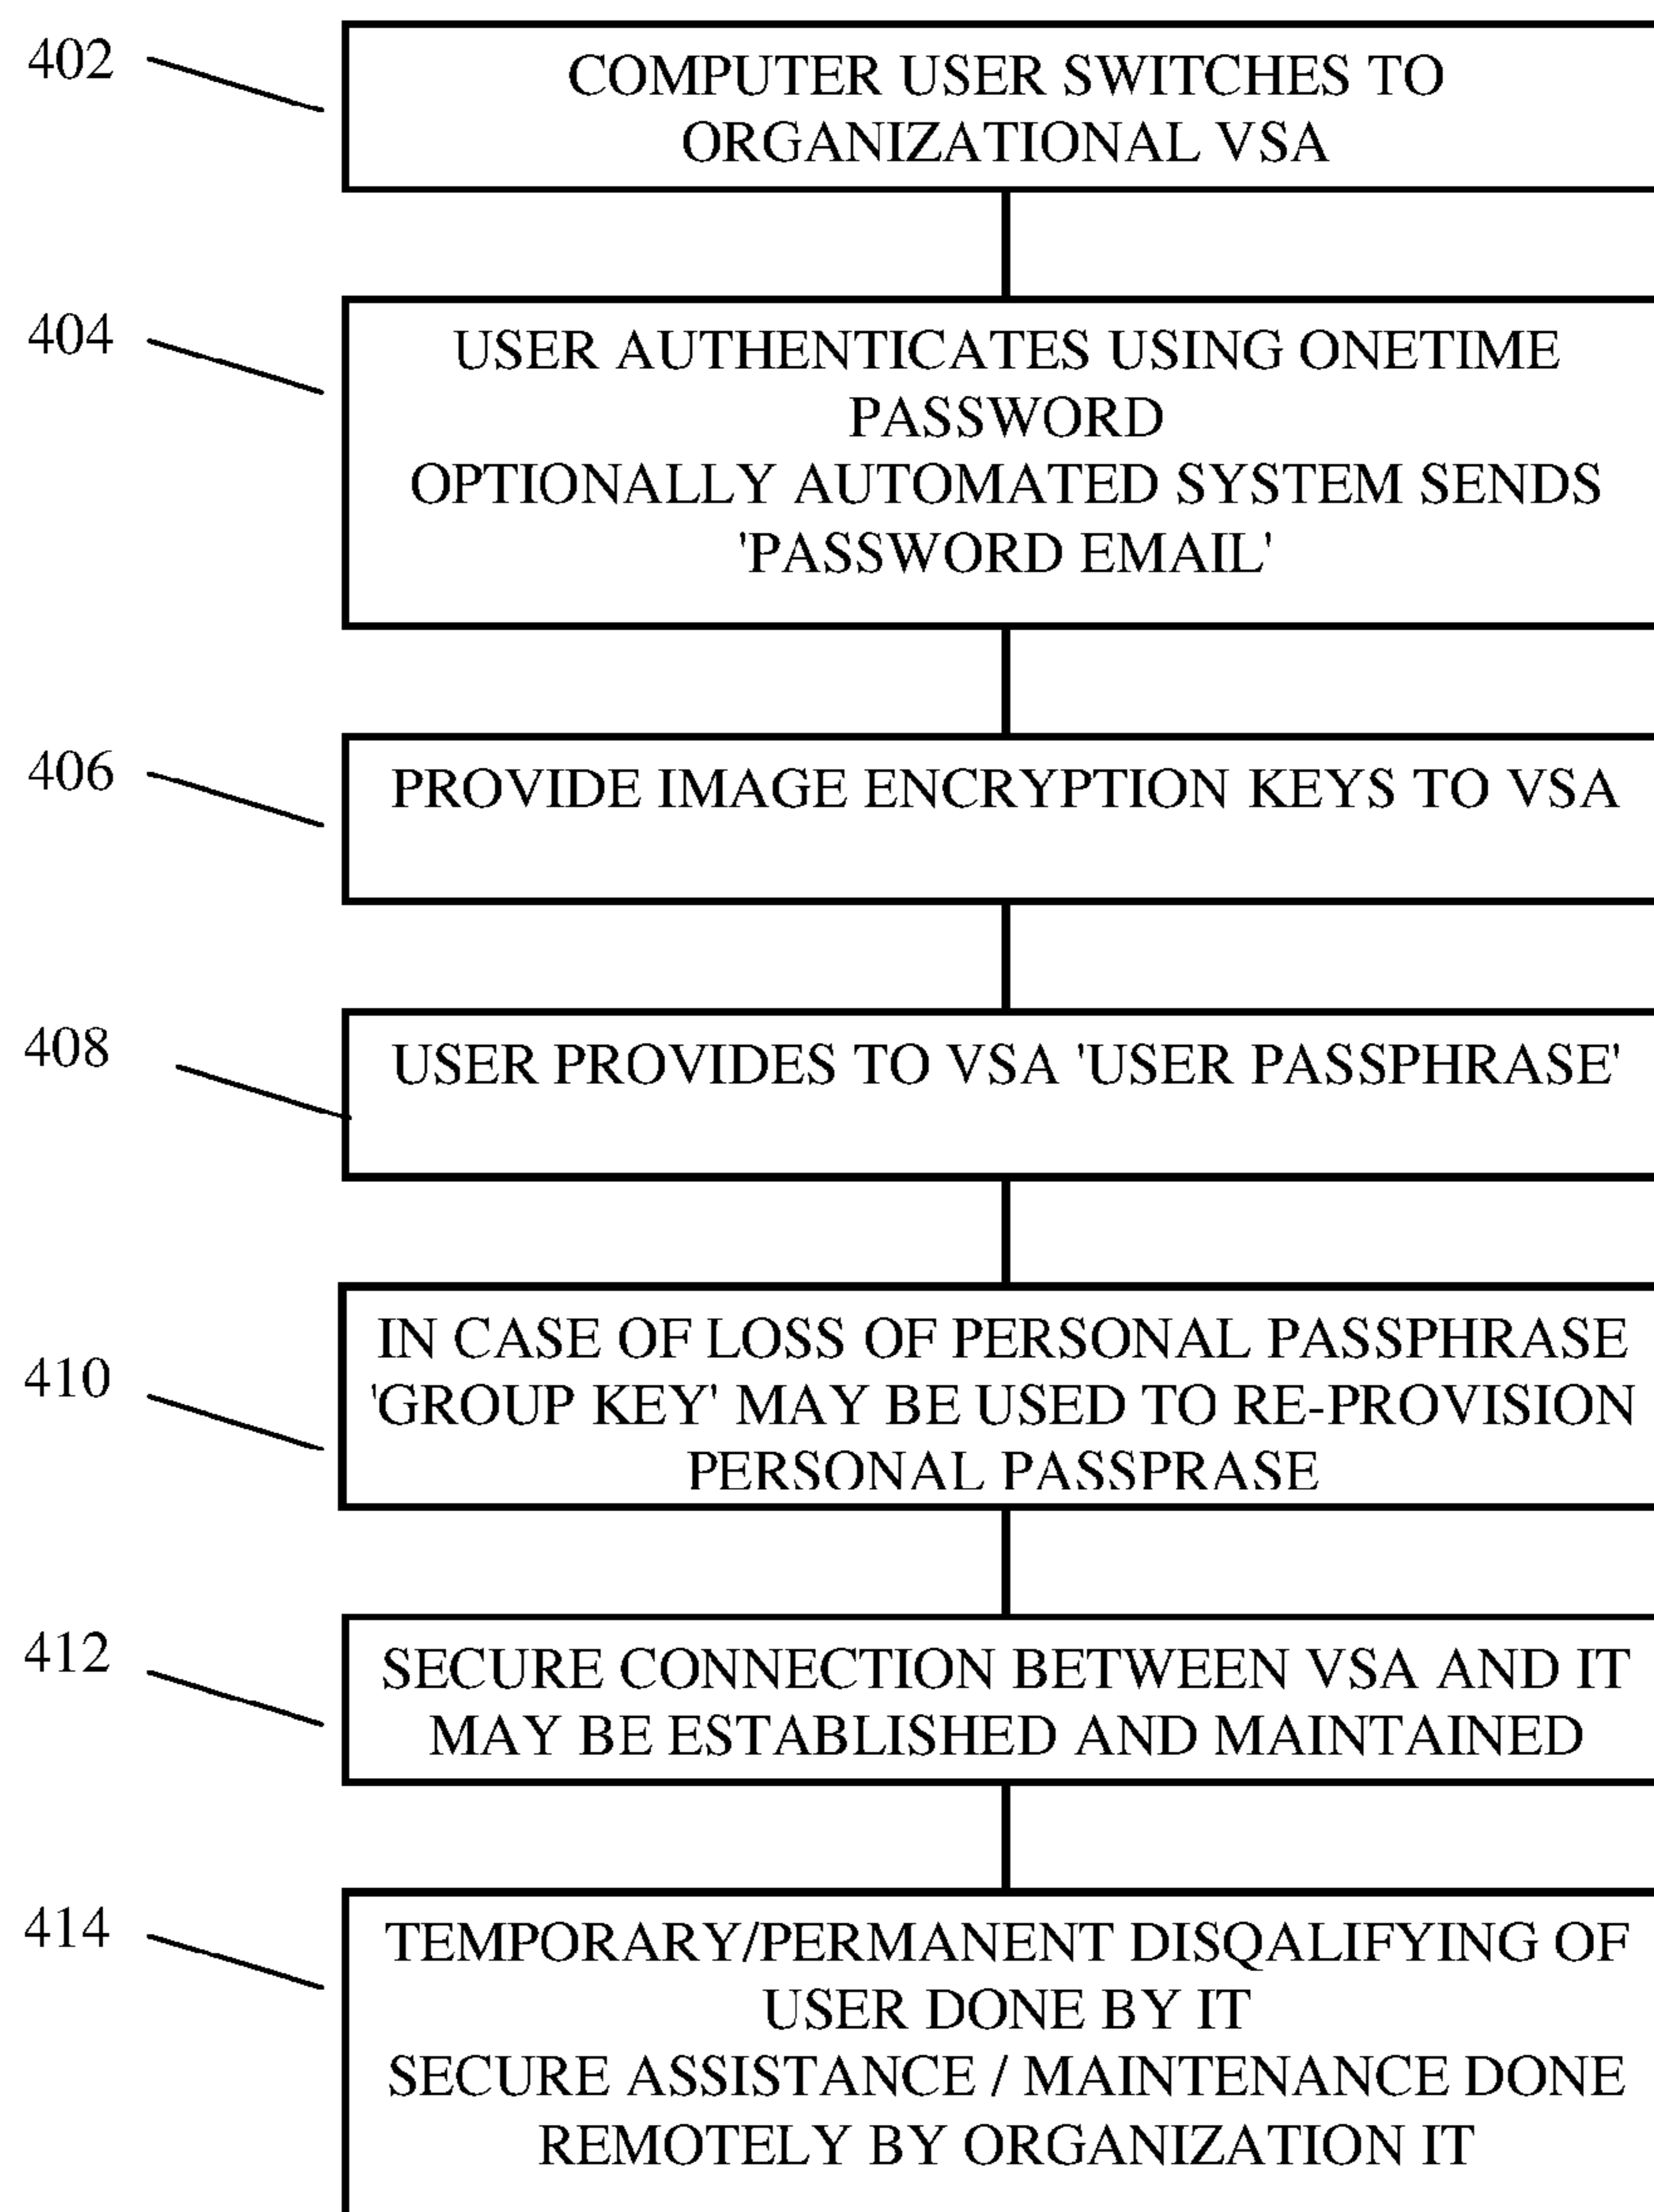 402
COMPUTER USER SWITCHES TO
ORGANIZATIONAL VSA
404
USER AUTHENTICATES USING ONETIME
PASSWORD
OPTIONALLY AUTOMATED SYSTEM SENDS
'PASSWORD EMAIL'
406
PROVIDE IMAGE ENCRYPTION KEYS TO VSA
408
USER PROVIDES TO VSA 'USER PASSPHRASE'
410
IN CASE OF LOSS OF PERSONAL PASSPHRASE
'GROUP KEY' MAY BE USED TO RE-PROVISION
PERSONAL PASSPRASE
412
SECURE CONNECTION BETWEEN VSA AND IT
MAY BE ESTABLISHED AND MAINTAINED
414
TEMPORARY/PERMANENT DISQALIFYING OF
USER DONE BY IT
SECURE ASSISTANCE / MAINTENANCE DONE
REMOTELY BY ORGANIZATION IT